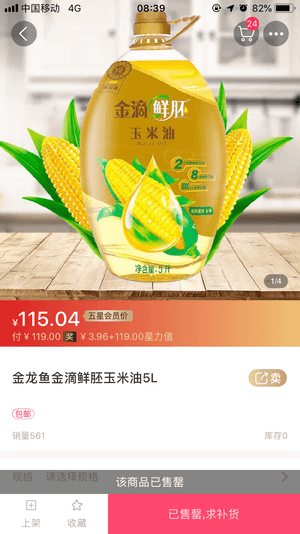 中国移动 4G 08:39 82%
24
金滴鲜胚
玉米油
净含量:5升
1/4
¥115.04 五星会员价
付¥119.00 奖 ¥3.96+119.00星力值
金龙鱼金滴鲜胚玉米油5L
卖
包邮
销量561 库存0
规格 请选择规格
该商品已售罄
上架 收藏 已售罄,求补货